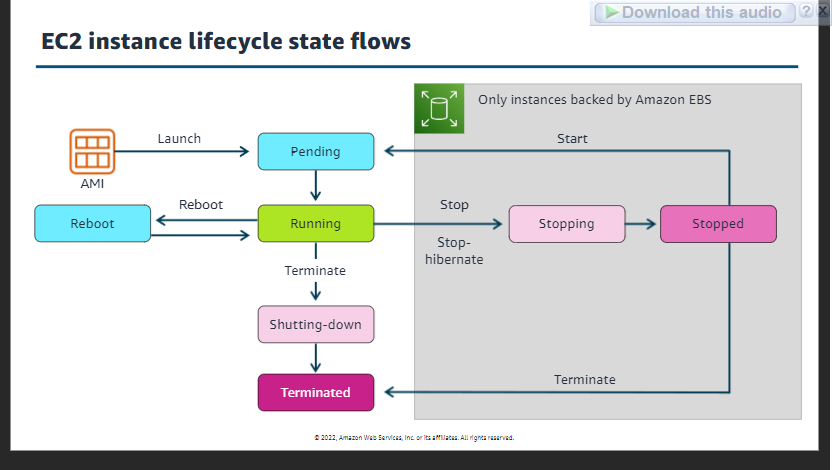 Download this audio ? X
EC2 instance lifecycle state flows
Only instances backed by Amazon EBS
Launch
Start
Pending
AMI
Reboot
Stop
Reboot
Running
Stopping
Stopped
Stop-
hibernate
Terminate
Shutting-down
Terminate
Terminated
© 2022, Amazon Web Services, Inc. or its affiliates. All rights reserved.